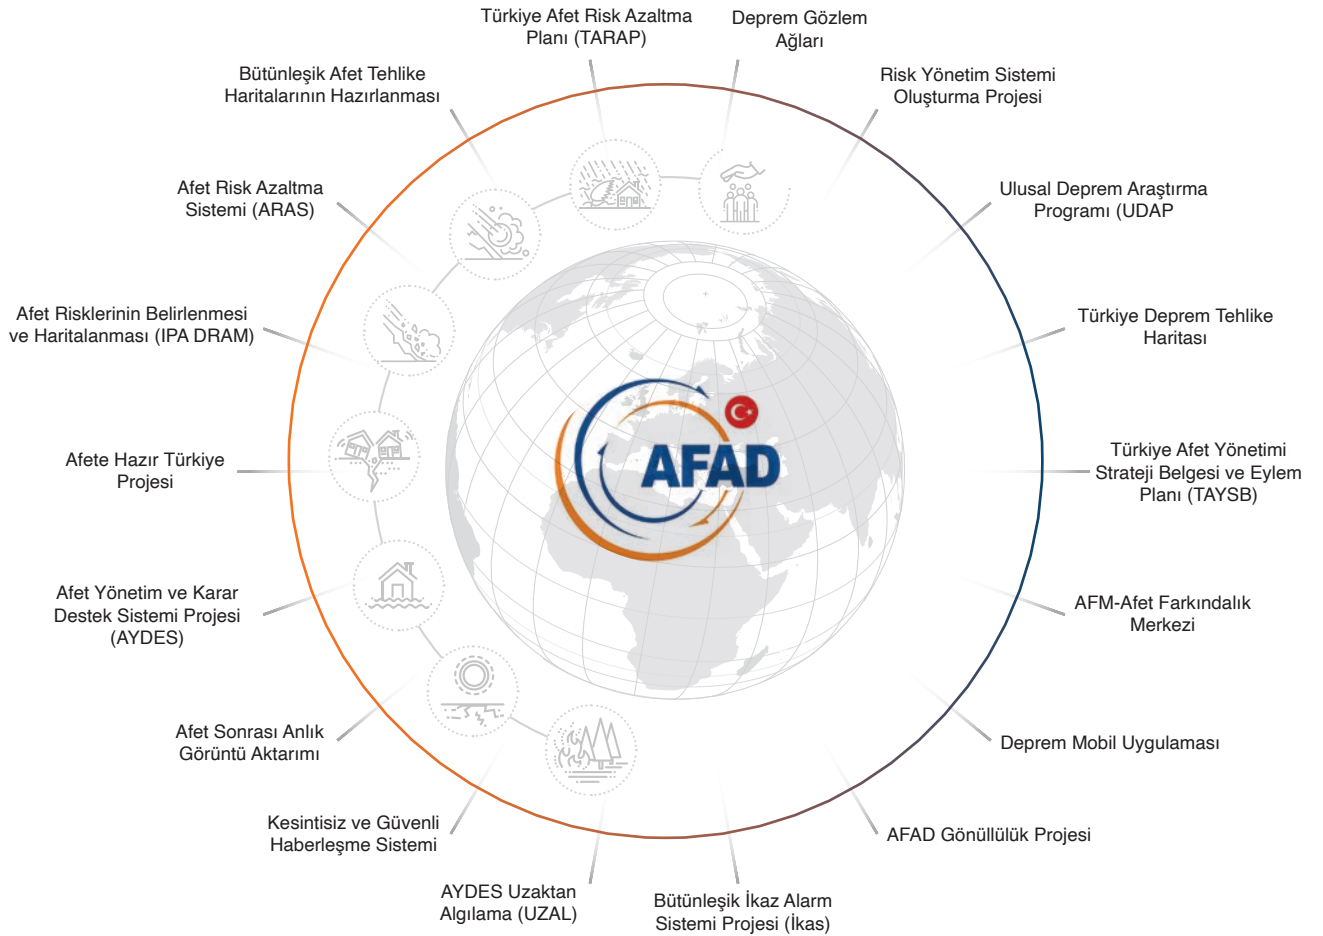 Türkiye Afet Risk Azaltma
Planı (TARAP)
Deprem Gözlem
Ağları
Risk Yönetim Sistemi
Oluşturma Projesi
Ulusal Deprem Araştırma
Programı (UDAP
Türkiye Deprem Tehlike
Haritası
Türkiye Afet Yönetimi
Strateji Belgesi ve Eylem
Planı (TAYSB)
AFM-Afet Farkındalık
Merkezi
Deprem Mobil Uygulaması
AFAD Gönüllülük Projesi
Bütünleşik İkaz Alarm
Sistemi Projesi (İkas)
AYDES Uzaktan
Algılama (UZAL)
Kesintisiz ve Güvenli
Haberleşme Sistemi
Afet Sonrası Anlık
Görüntü Aktarımı
Afet Yönetim ve Karar
Destek Sistemi Projesi
(AYDES)
Afete Hazır Türkiye
Projesi
Afet Risklerinin Belirlenmesi
ve Haritalanması (IPA DRAM)
Afet Risk Azaltma
Sistemi (ARAS)
Bütünleşik Afet Tehlike
Haritalarının Hazırlanması
AFAD